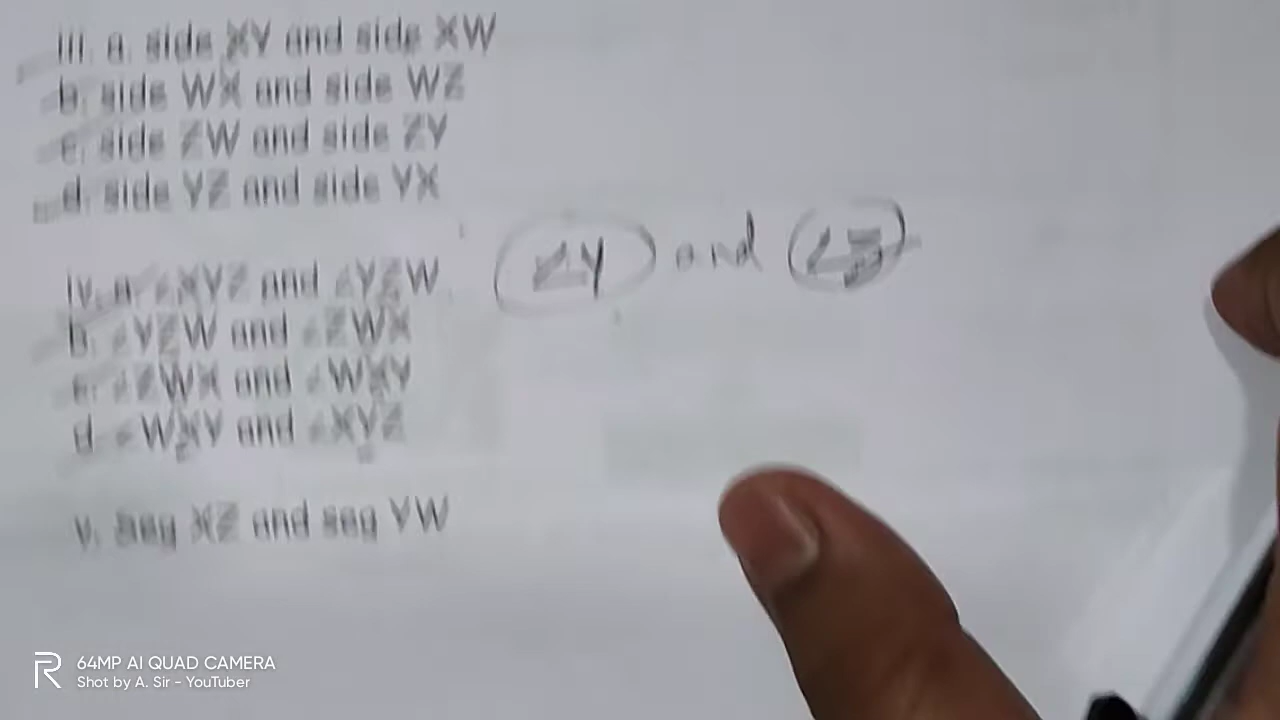 iii. a. side XY and side XW
b. side WX and side WZ
c. side ZW and side ZY
d. side YZ and side YX
iv. a. ∠XYZ and ∠YZW
∠Y and ∠Z
b. ∠YZW and ∠ZWX
c. ∠ZWX and ∠WXY
d. ∠WXY and ∠XYZ
v. seg XZ and seg YW
R 64MP AI QUAD CAMERA
Shot by A. Sir - YouTuber